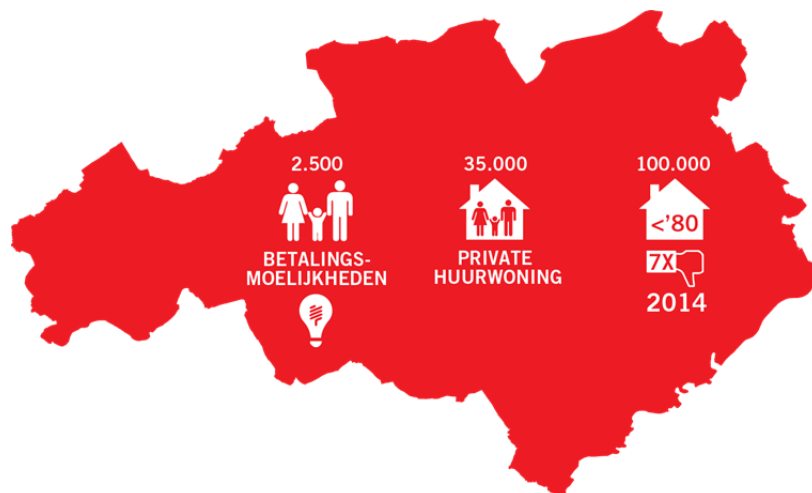 2.500
BETALINGS-
MOELIJKHEDEN
35.000
PRIVATE
HUURWONING
100.000
<'80
7X
2014